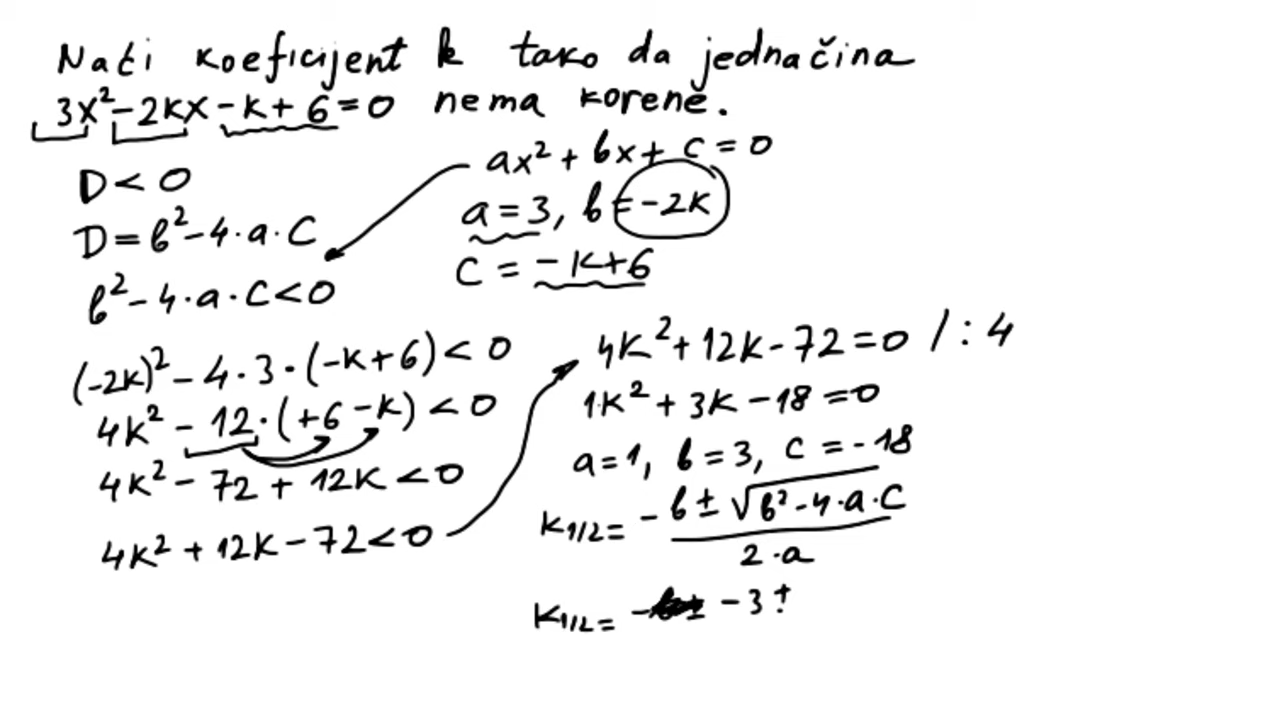 Naći koeficijent k tako da jednačina
3x² - 2kx - k + 6 = 0 nema korene.
D < 0
D = b² - 4·a·c
b² - 4·a·c < 0
ax² + bx + c = 0
a = 3, b = -2k
c = -k+6
(-2k)² - 4·3·(-k+6) < 0
4k² - 12·(+6-k) < 0
4k² - 72 + 12k < 0
4k² + 12k - 72 < 0
4k² + 12k - 72 = 0 / : 4
1·k² + 3k - 18 = 0
a = 1, b = 3, c = -18
k1/2 = -b ± √b² - 4·a·c
2·a
k1/2 = - -3 ±